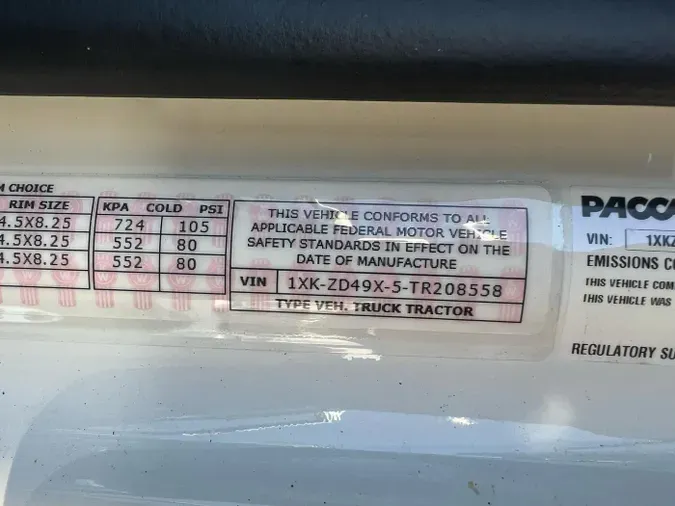 M CHOICE
RIM SIZE
4.5X8.25
4.5X8.25
4.5X8.25
KPA COLD PSI
724 105
552 80
552 80
THIS VEHICLE CONFORMS TO ALL
APPLICABLE FEDERAL MOTOR VEHICLE
SAFETY STANDARDS IN EFFECT ON THE
DATE OF MANUFACTURE
VIN 1XK-ZD49X-5-TR208558
TYPE VEH. TRUCK TRACTOR
PACCA
VIN: 1XKZ
EMISSIONS CO
THIS VEHICLE COM
THIS VEHICLE WAS
REGULATORY SU